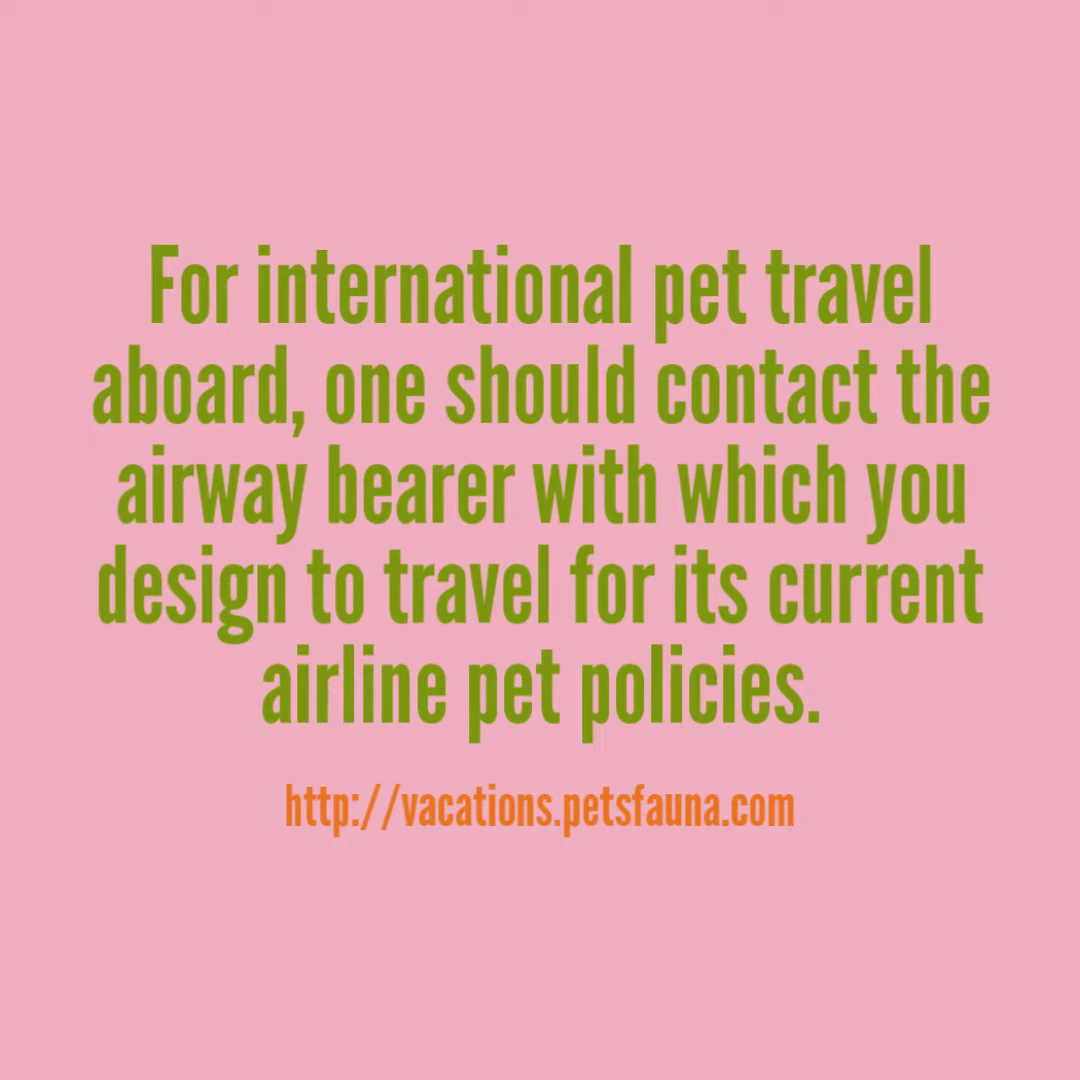 For international pet travel
aboard, one should contact the
airway bearer with which you
design to travel for its current
airline pet policies.
http://vacations.petsfauna.com